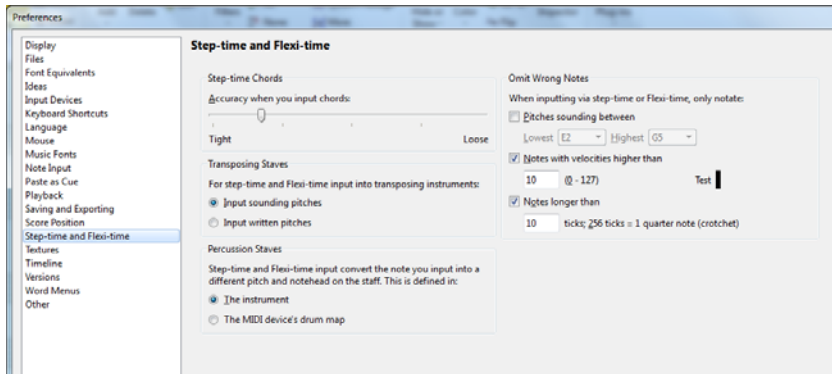 Preferences
Display
Files
Font Equivalents
Ideas
Input Devices
Keyboard Shortcuts
Language
Mouse
Music Fonts
Note Input
Paste as Cue
Playback
Saving and Exporting
Score Position
Step-time and Flexi-time
Textures
Timeline
Versions
Word Menus
Other
Step-time and Flexi-time
Step-time Chords
Accuracy when you input chords:
Tight Loose
Transposing Staves
For step-time and Flexi-time input into transposing instruments:
Input sounding pitches
Input written pitches
Percussion Staves
Step-time and Flexi-time input convert the note you input into a
different pitch and notehead on the staff. This is defined in:
The instrument
The MIDI device's drum map
Omit Wrong Notes
When inputting via step-time or Flexi-time, only notate:
Pitches sounding between
Lowest E2 Highest G5
Notes with velocities higher than
10 (0 - 127) Test
Notes longer than
10 ticks; 256 ticks = 1 quarter note (crotchet)